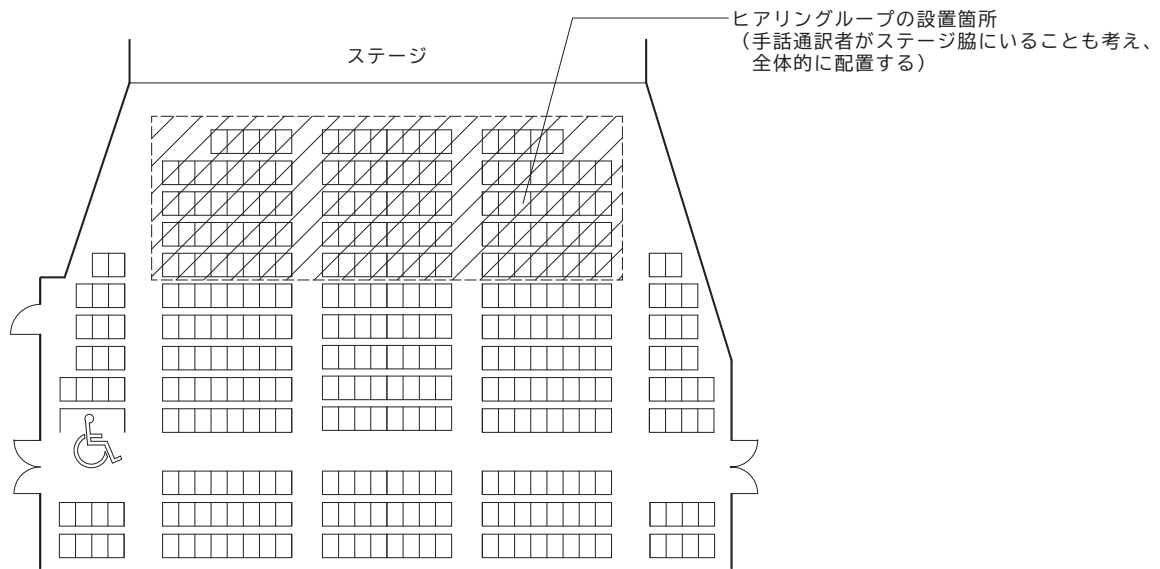 ステージ
ヒアリングループの設置箇所
（手話通訳者がステージ脇にいることも考え、
全体的に配置する）